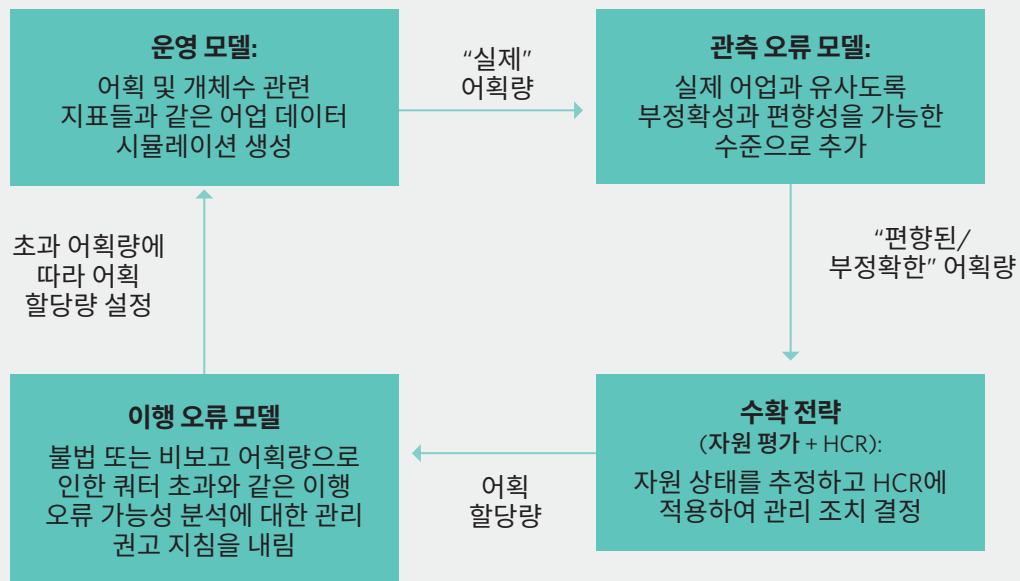 운영 모델:
어획 및 개체수 관련
지표들과 같은 어업 데이터
시뮬레이션 생성
“실제”
어획량
관측 오류 모델:
실제 어업과 유사도록
부정확성과 편향성을 가능한
수준으로 추가
“편향된/
부정확한” 어획량
수확 전략
(자원 평가 + HCR):
자원 상태를 추정하고 HCR에
적용하여 관리 조치 결정
어획
할당량
이행 오류 모델
불법 또는 비보고 어획량으로
인한 쿼터 초과와 같은 이행
오류 가능성 분석에 대한 관리
권고 지침을 내림
초과 어획량에
따라 어획
할당량 설정